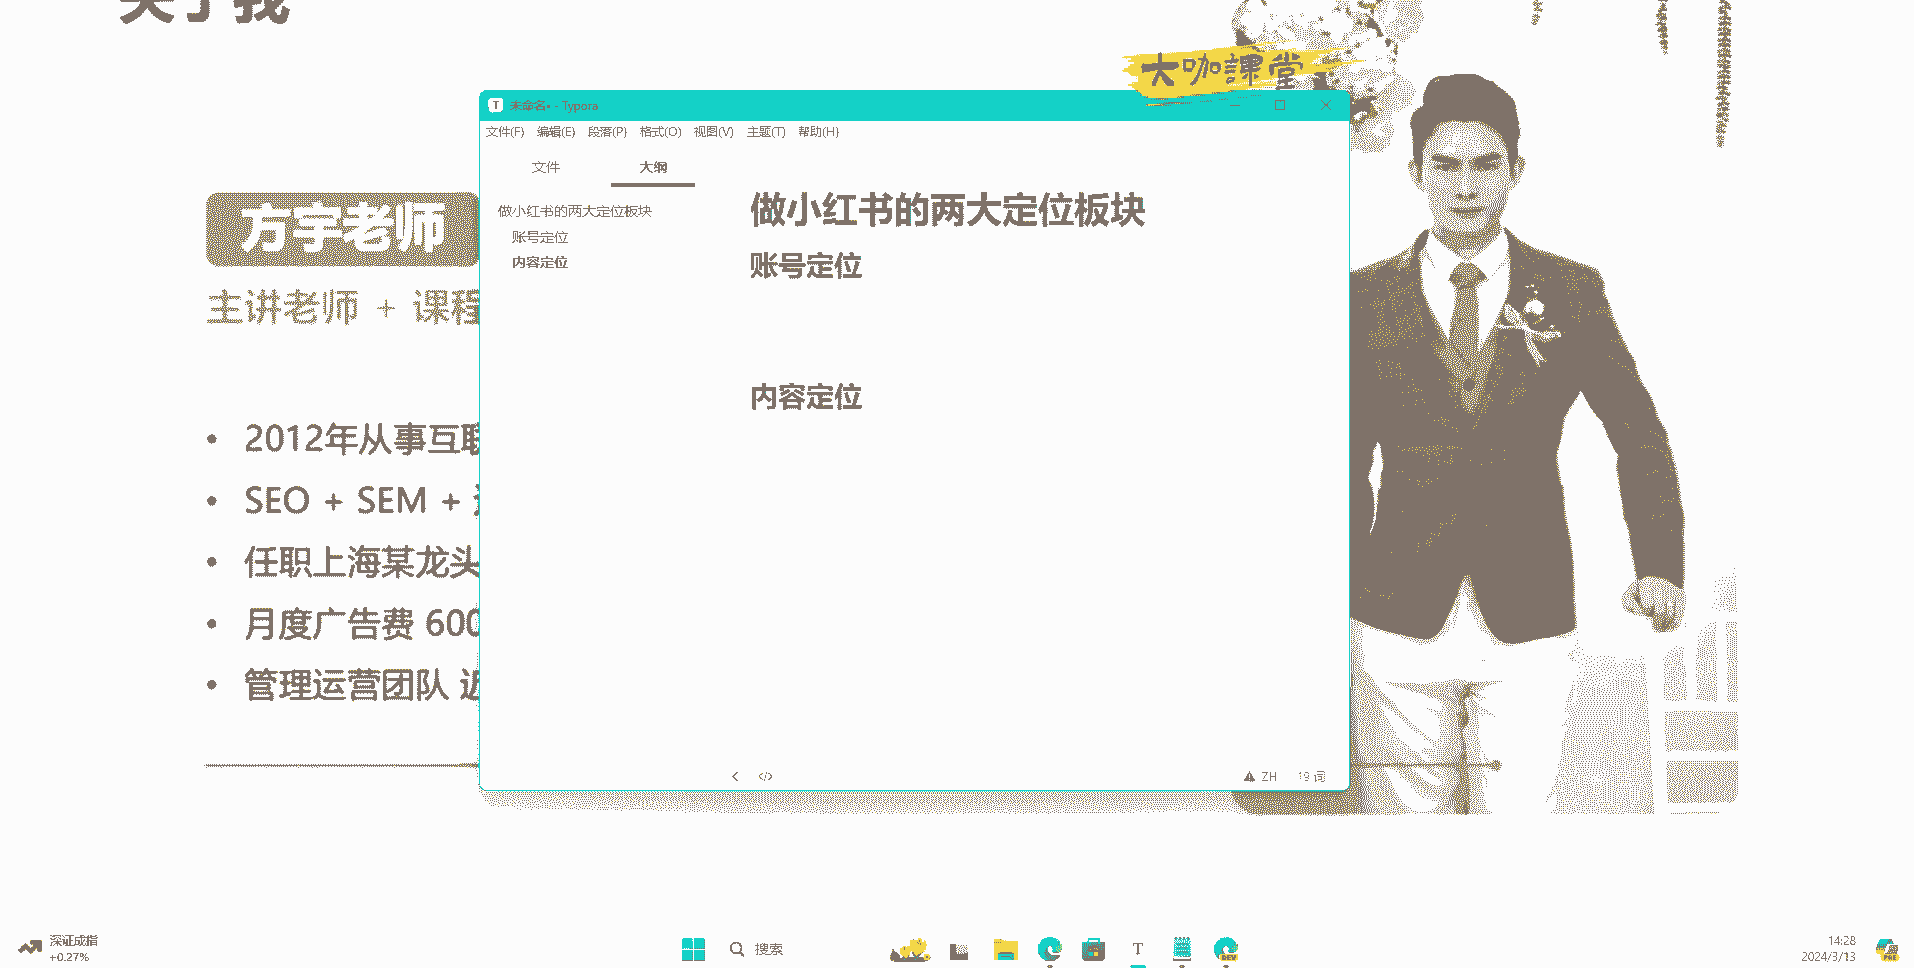 关于我
大咖課堂
方宇老师
主讲老师 + 课程
2012年从事互联
SEO + SEM +
任职上海某龙头
月度广告费 600
管理运营团队 近
未命名• - Typora
文件(F) 编辑(E) 段落(P) 格式(O) 视图(V) 主题(T) 帮助(H)
文件 大纲
做小红书的两大定位板块
账号定位
内容定位
做小红书的两大定位板块
账号定位
内容定位
ZH 19 词
深证成指
+0.27%
搜索
T
DEV
14:28
2024/3/13
PRE